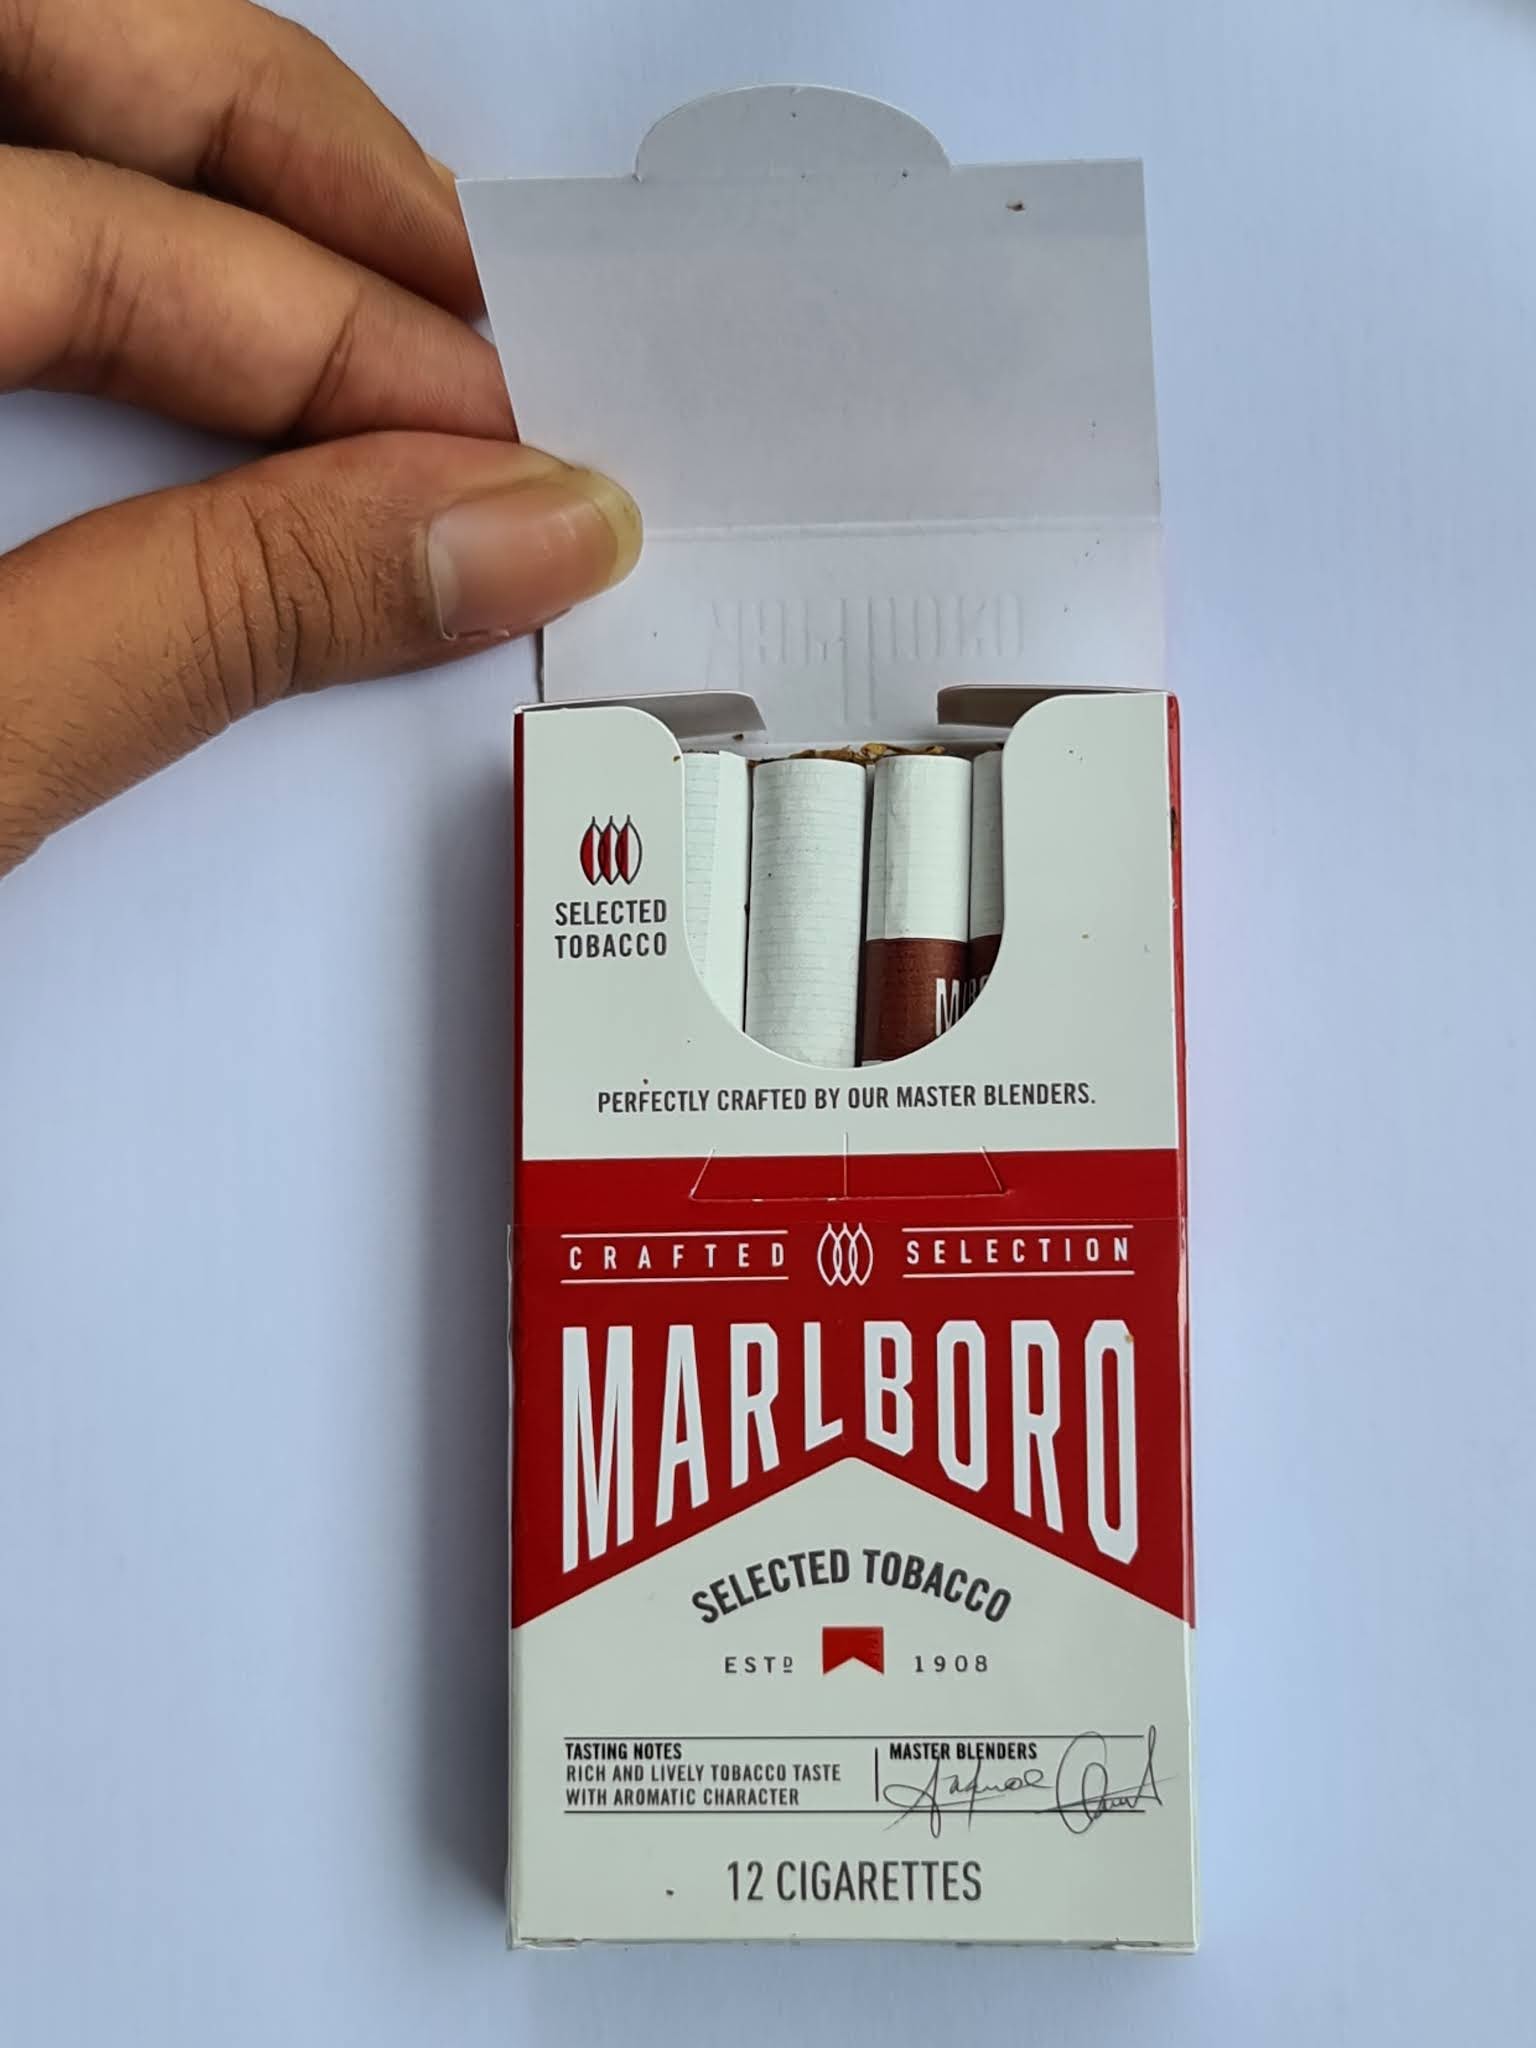 SELECTED
TOBACCO
PERFECTLY CRAFTED BY OUR MASTER BLENDERS.
CRAFTED SELECTION
MARLBORO
SELECTED TOBACCO
ESTD 1908
TASTING NOTES
RICH AND LIVELY TOBACCO TASTE
WITH AROMATIC CHARACTER
MASTER BLENDERS
12 CIGARETTES